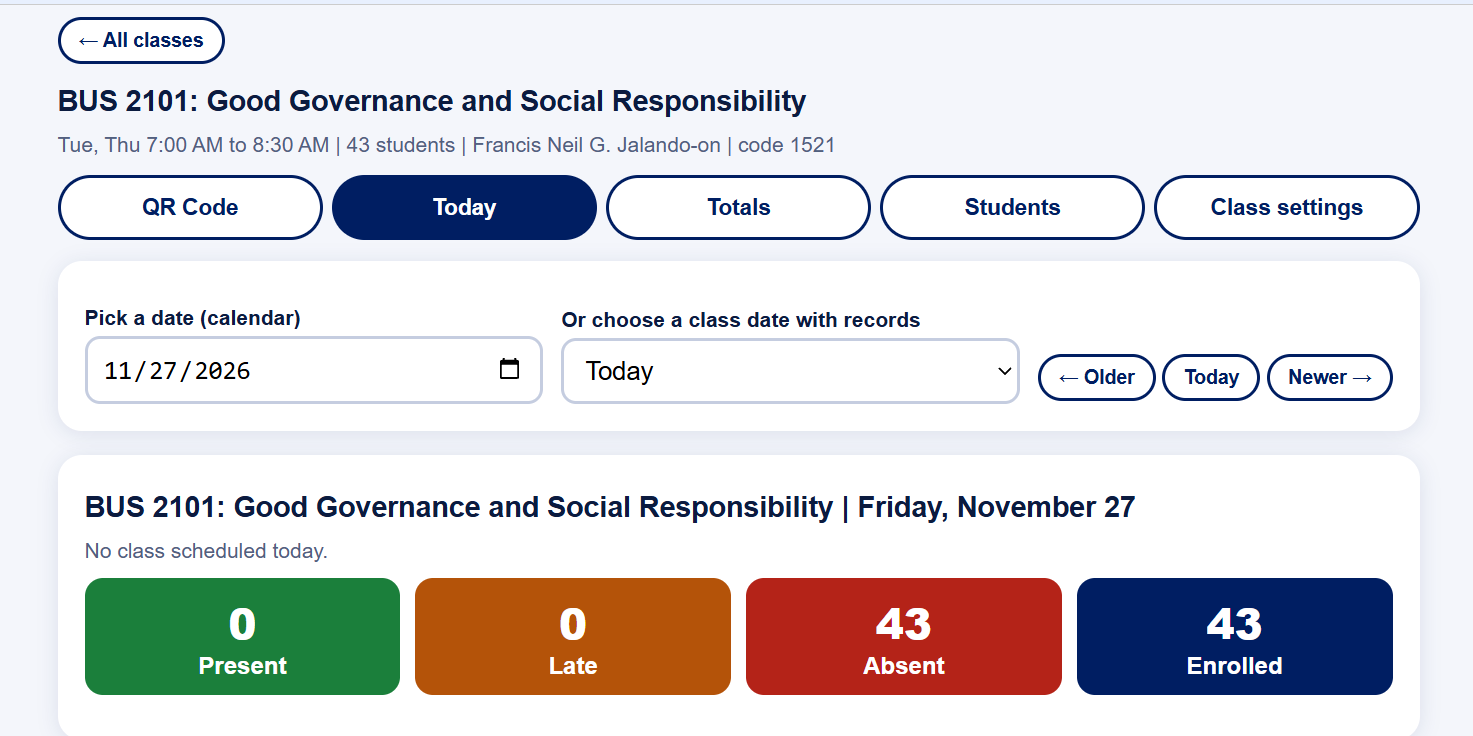 ← All classes
BUS 2101: Good Governance and Social Responsibility
Tue, Thu 7:00 AM to 8:30 AM | 43 students | Francis Neil G. Jalando-on | code 1521
QR Code Today Totals Students Class settings
Pick a date (calendar) Or choose a class date with records
11/27/2026 Today ← Older Today Newer →
BUS 2101: Good Governance and Social Responsibility | Friday, November 27
No class scheduled today.
0 0 43 43
Present Late Absent Enrolled